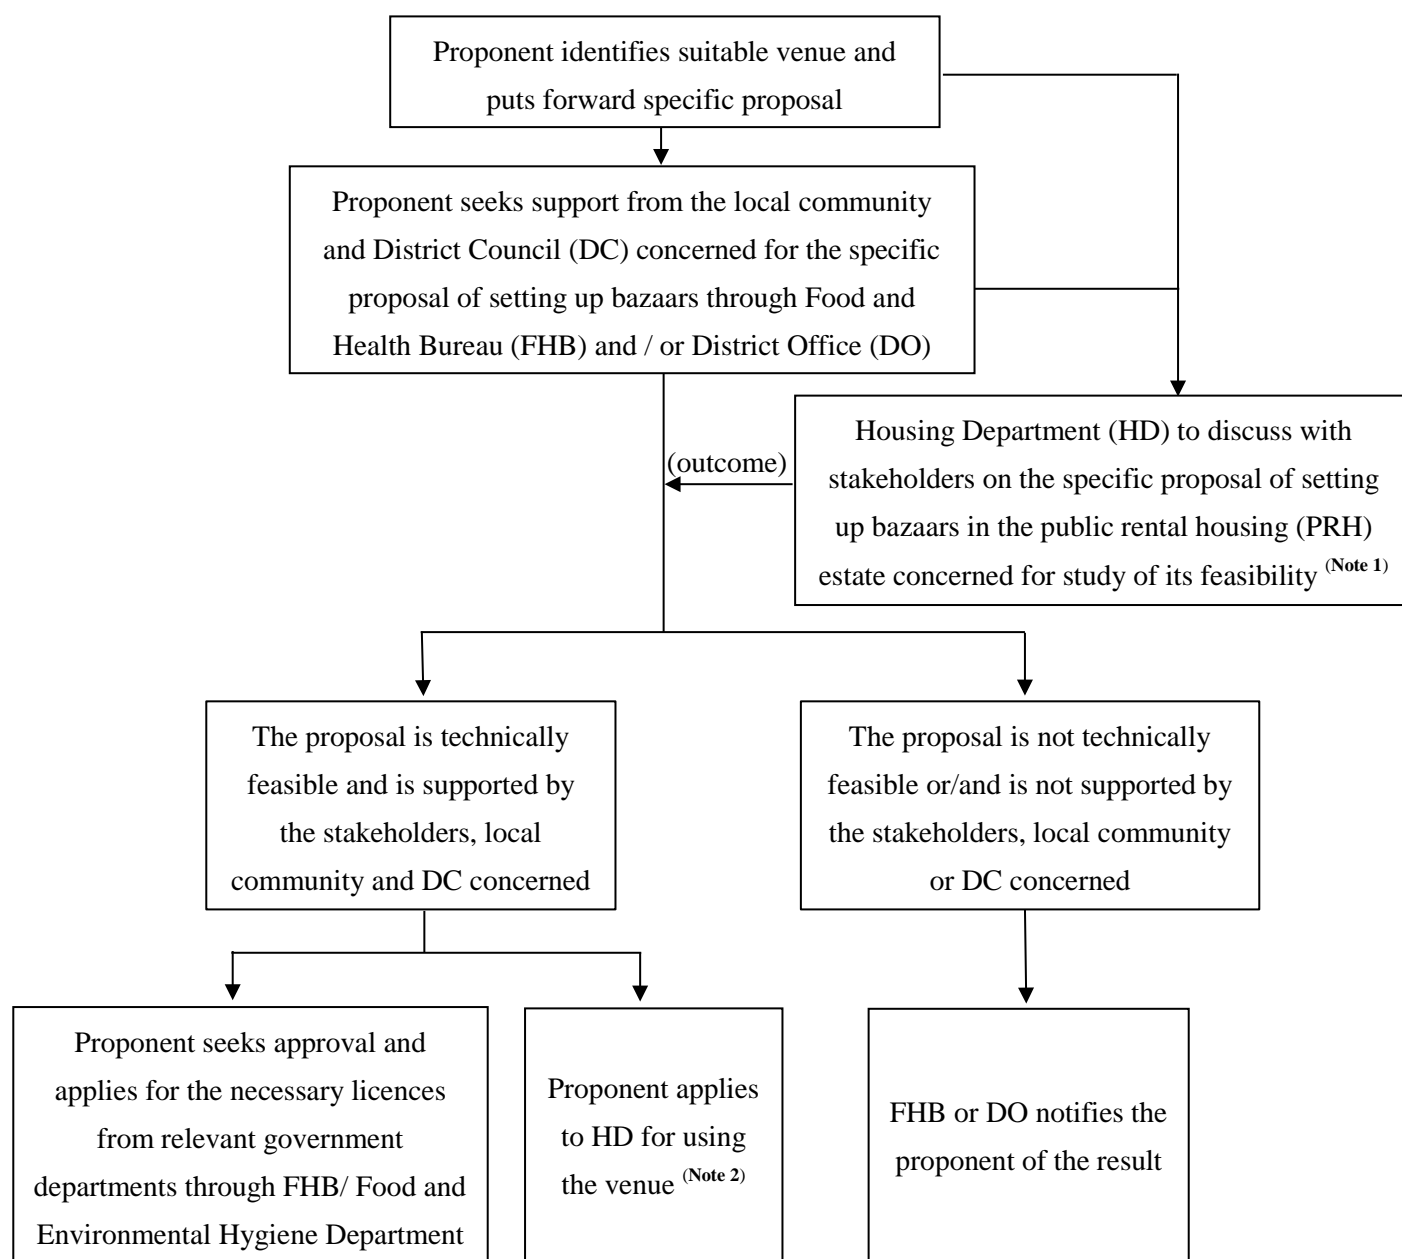 Proponent identifies suitable venue and
puts forward specific proposal
Proponent seeks support from the local community
and District Council (DC) concerned for the specific
proposal of setting up bazaars through Food and
Health Bureau (FHB) and / or District Office (DO)
Housing Department (HD) to discuss with
stakeholders on the specific proposal of setting
up bazaars in the public rental housing (PRH)
estate concerned for study of its feasibility (Note 1)
(outcome)
The proposal is technically
feasible and is supported by
the stakeholders, local
community and DC concerned
The proposal is not technically
feasible or/and is not supported by
the stakeholders, local community
or DC concerned
Proponent seeks approval and
applies for the necessary licences
from relevant government
departments through FHB/ Food and
Environmental Hygiene Department
Proponent applies
to HD for using
the venue (Note 2)
FHB or DO notifies the
proponent of the result